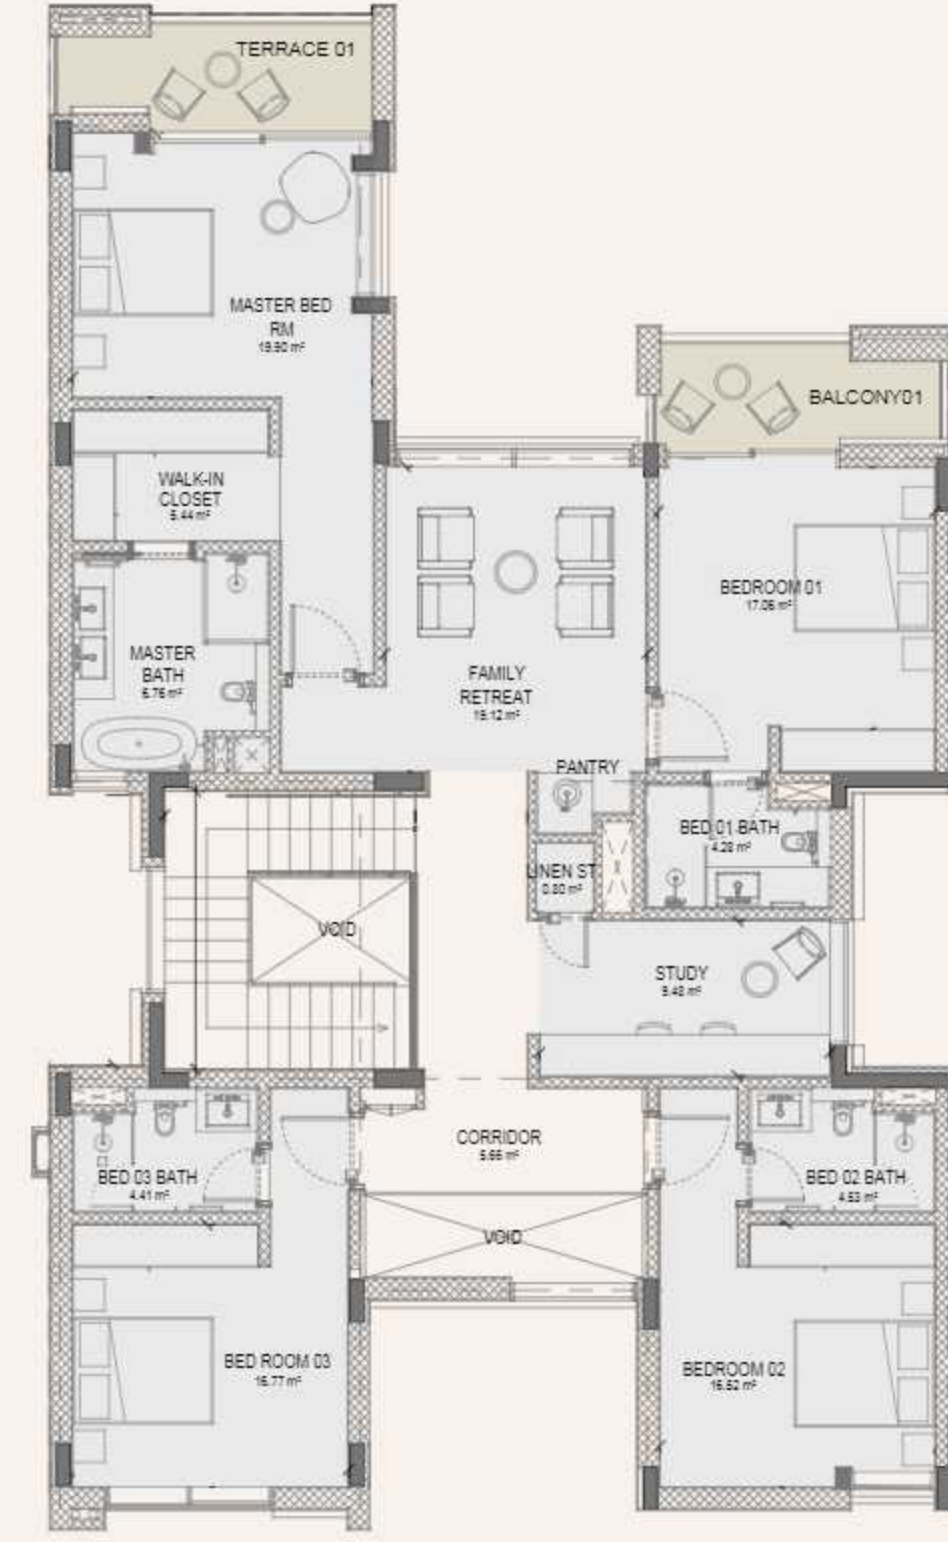 TERRACE 01
MASTER BED
RM
19.90 m²
BALCONY01
WALK-IN
CLOSET
5.44 m²
BEDROOM 01
17.06 m²
MASTER
BATH
6.76 m²
FAMILY
RETREAT
19.12 m²
PANTRY
BED 01 BATH
4.28 m²
LINEN ST
0.80 m²
VOID
STUDY
9.48 m²
CORRIDOR
5.66 m²
BED 03 BATH
4.41 m²
BED 02 BATH
4.53 m²
VOID
BED ROOM 03
16.77 m²
BEDROOM 02
16.52 m²